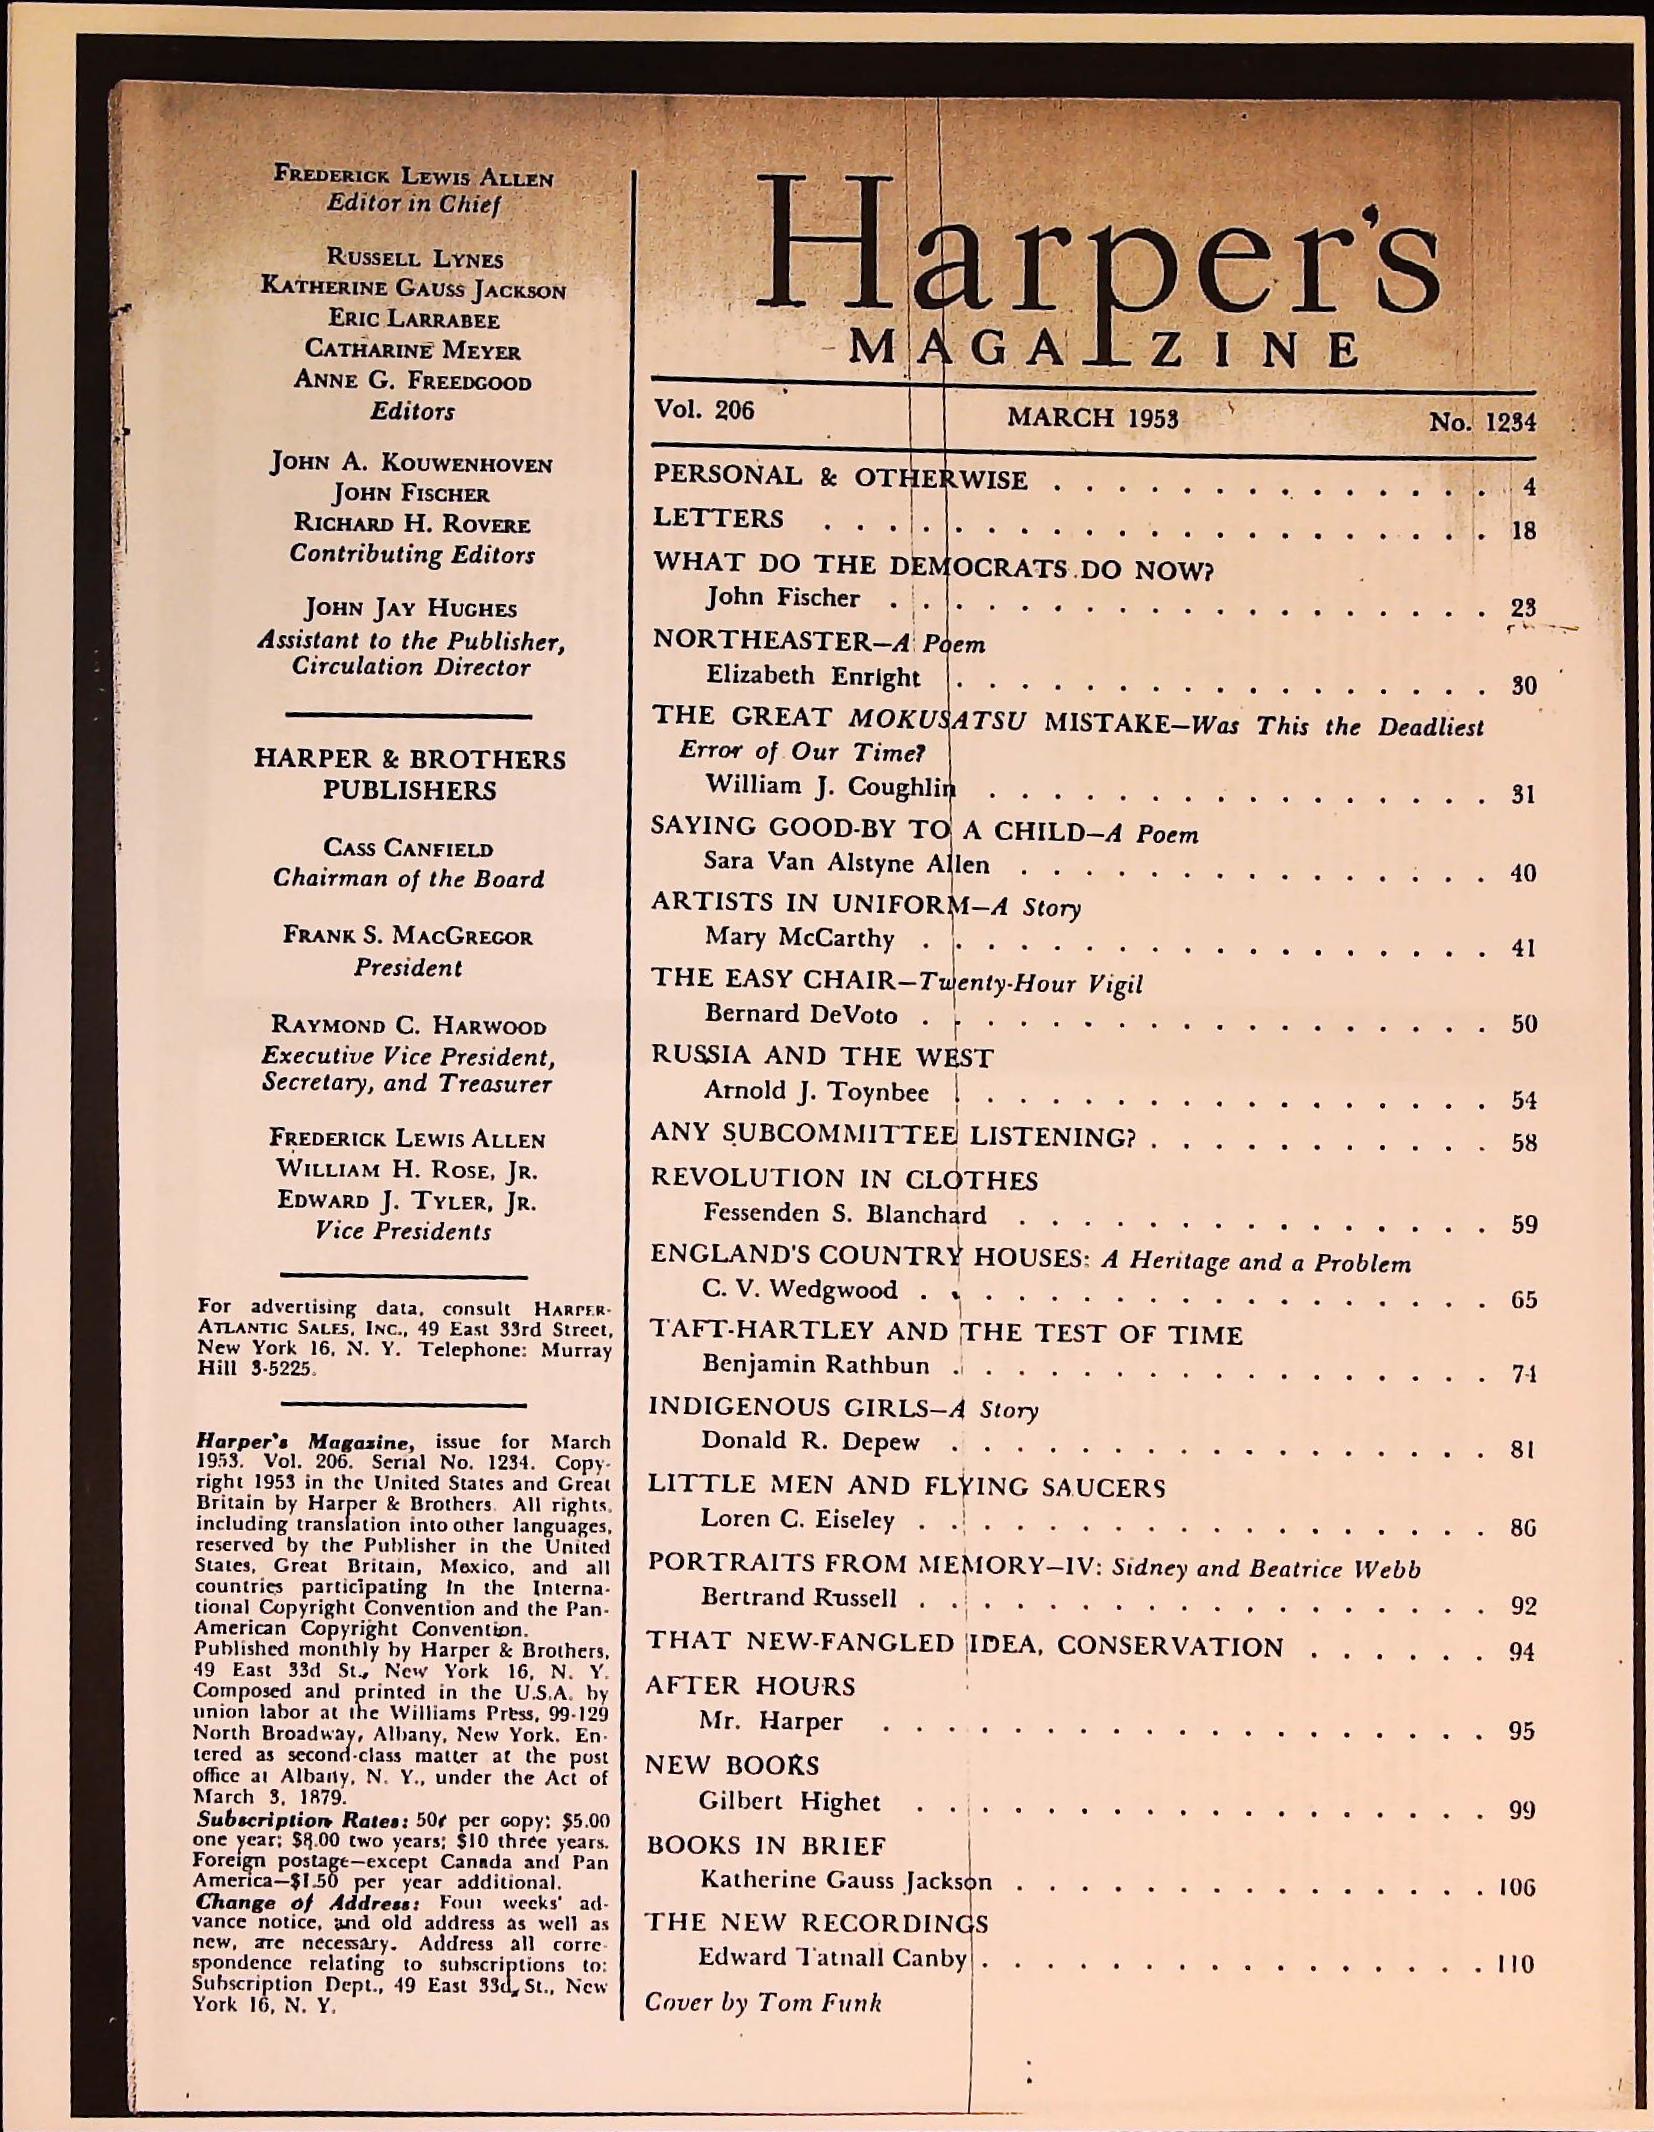 FREDERICK LEWIS ALLEN
Editor in Chief
RUSSELL LYNES
KATHERINE GAUSS JACKSON
ERIC LARRABEE
CATHARINE MEYER
ANNE G. FREEDGOOD
Editors
JOHN A. KOUWENHOVEN
JOHN FISCHER
RICHARD H. ROVERE
Contributing Editors
JOHN JAY HUGHES
Assistant to the Publisher,
Circulation Director
HARPER & BROTHERS
PUBLISHERS
CASS CANFIELD
Chairman of the Board
FRANK S. MACGREGOR
President
RAYMOND C. HARWOOD
Executive Vice President,
Secretary, and Treasurer
FREDERICK LEWIS ALLEN
WILLIAM H. ROSE, JR.
EDWARD J. TYLER, JR.
Vice Presidents
For advertising data, consult HARPER-
ATLANTIC SALES, INC., 49 East 33rd Street,
New York 16, N. Y. Telephone: Murray
Hill 3-5225.
Harper's Magazine, issue for March
1953. Vol. 206. Serial No. 1234. Copy-
right 1953 in the United States and Great
Britain by Harper & Brothers. All rights,
including translation into other languages,
reserved by the Publisher in the United
States, Great Britain, Mexico, and all
countries participating in the Interna-
tional Copyright Convention and the Pan-
American Copyright Convention.
Published monthly by Harper & Brothers,
49 East 33d St., New York 16, N. Y.
Composed and printed in the U.S.A. by
union labor at the Williams Press, 99-129
North Broadway, Albany, New York. En-
tered as second-class matter at the post
office at Albany, N. Y., under the Act of
March 3, 1879.
Subscription Rates: 50¢ per copy; $5.00
one year; $8.00 two years; $10 three years.
Foreign postage—except Canada and Pan
America—$1.50 per year additional.
Change of Address: Four weeks' ad-
vance notice, and old address as well as
new, are necessary. Address all corre-
spondence relating to subscriptions to:
Subscription Dept., 49 East 33d St., New
York 16, N. Y.
Harper's
MAGAZINE
Vol. 206 MARCH 1953 No. 1234
PERSONAL & OTHERWISE . . . . . . . . . . . . . . 4
LETTERS . . . . . . . . . . . . . . . . . . . . . 18
WHAT DO THE DEMOCRATS DO NOW?
John Fischer . . . . . . . . . . . . . . . . . . . 23
NORTHEASTER—A Poem
Elizabeth Enright . . . . . . . . . . . . . . . . . 30
THE GREAT MOKUSATSU MISTAKE—Was This the Deadliest
Error of Our Time?
William J. Coughlin . . . . . . . . . . . . . . . . 31
SAYING GOOD-BY TO A CHILD—A Poem
Sara Van Alstyne Allen . . . . . . . . . . . . . . . 40
ARTISTS IN UNIFORM—A Story
Mary McCarthy . . . . . . . . . . . . . . . . . . 41
THE EASY CHAIR—Twenty-Hour Vigil
Bernard DeVoto . . . . . . . . . . . . . . . . . . 50
RUSSIA AND THE WEST
Arnold J. Toynbee . . . . . . . . . . . . . . . . . 54
ANY SUBCOMMITTEE LISTENING? . . . . . . . . . . . 58
REVOLUTION IN CLOTHES
Fessenden S. Blanchard . . . . . . . . . . . . . . . 59
ENGLAND'S COUNTRY HOUSES: A Heritage and a Problem
C. V. Wedgwood . . . . . . . . . . . . . . . . . . 65
TAFT-HARTLEY AND THE TEST OF TIME
Benjamin Rathbun . . . . . . . . . . . . . . . . . 74
INDIGENOUS GIRLS—A Story
Donald R. Depew . . . . . . . . . . . . . . . . . 81
LITTLE MEN AND FLYING SAUCERS
Loren C. Eiseley . . . . . . . . . . . . . . . . . . 86
PORTRAITS FROM MEMORY—IV: Sidney and Beatrice Webb
Bertrand Russell . . . . . . . . . . . . . . . . . . 92
THAT NEW-FANGLED IDEA, CONSERVATION . . . . . . 94
AFTER HOURS
Mr. Harper . . . . . . . . . . . . . . . . . . . 95
NEW BOOKS
Gilbert Highet . . . . . . . . . . . . . . . . . . 99
BOOKS IN BRIEF
Katherine Gauss Jackson . . . . . . . . . . . . . . . 106
THE NEW RECORDINGS
Edward Tatnall Canby . . . . . . . . . . . . . . . . 110
Cover by Tom Funk